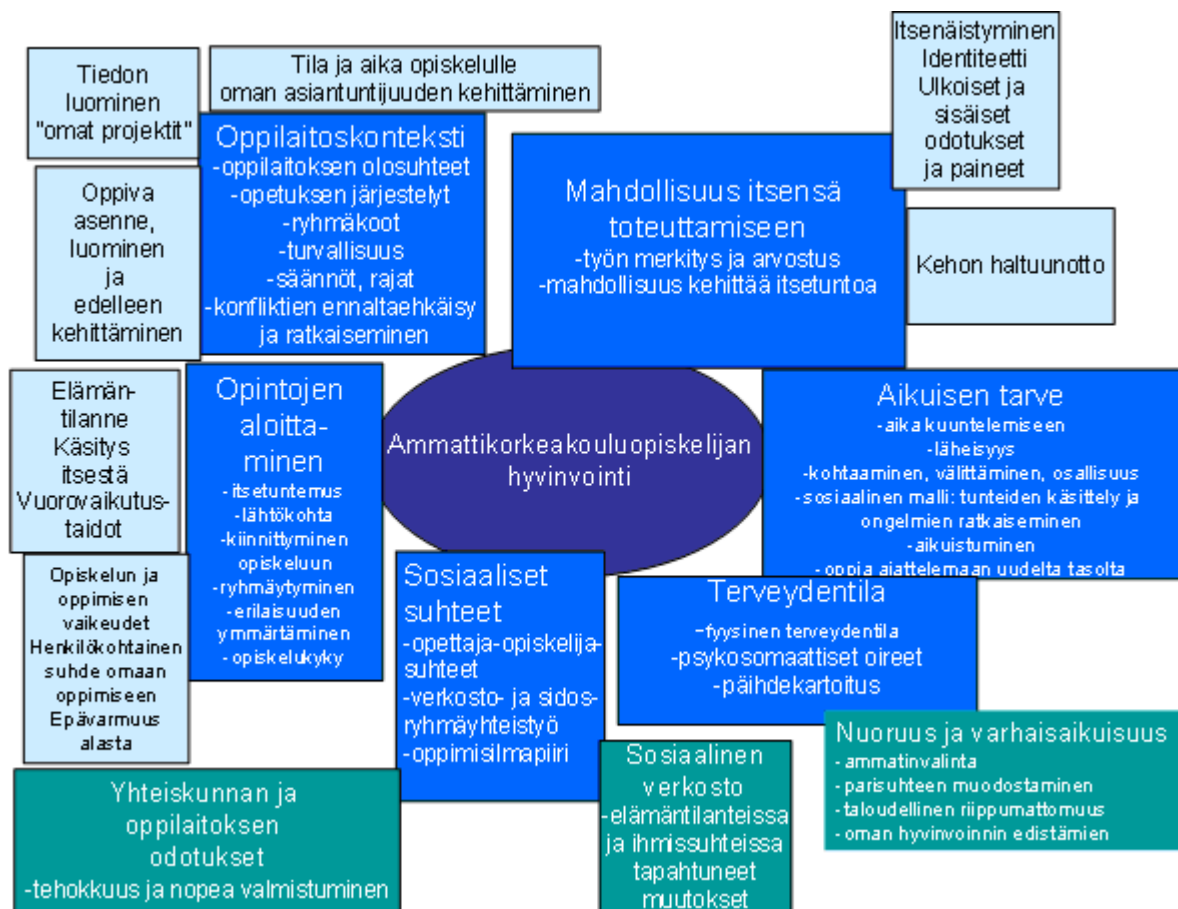 Tiedon
luominen
"omat projektit"
Tila ja aika opiskelulle
oman asiantuntijuuden kehittäminen
Itsenäistyminen
Identiteetti
Ulkoiset ja
sisäiset
odotukset
ja paineet
Oppiva
asenne,
luominen
ja
edelleen
kehittäminen
Oppilaitoskonteksti
-oppilaitoksen olosuhteet
-opetuksen järjestelyt
-ryhmäkoot
-turvallisuus
-säännöt, rajat
-konfliktien ennaltaehkäisy
ja ratkaiseminen
Mahdollisuus itsensä
toteuttamiseen
-työn merkitys ja arvostus
-mahdollisuus kehittää itsetuntoa
Kehon haltuunotto
Elämän-
tilanne
Käsitys
itsestä
Vuorovaikutus-
taidot
Opintojen
aloitta-
minen
-itsetuntemus
-lähtökohta
-kiinnittyminen
opiskeluun
-ryhmäytyminen
-erilaisuuden
ymmärtäminen
-opiskelukyky
Ammattikorkeakouluopiskelijan
hyvinvointi
Aikuisen tarve
-aika kuuntelemiseen
-läheisyys
-kohtaaminen, välittäminen, osallisuus
-sosiaalinen malli: tunteiden käsittely ja
ongelmien ratkaiseminen
-aikuistuminen
-oppia ajattelemaan uudelta tasolta
Opiskelun ja
oppimisen
vaikeudet
Henkilökohtainen
suhde omaan
oppimiseen
Epävarmuus
alasta
Sosiaaliset
suhteet
-opettaja-opiskelija-
suhteet
-verkosto- ja sidos-
ryhmäyhteistyö
-oppimisilmapiiri
Terveydentila
-fyysinen terveydentila
-psykosomaattiset oireet
-päihdekartoitus
Yhteiskunnan ja
oppilaitoksen
odotukset
-tehokkuus ja nopea valmistuminen
Sosiaalinen
verkosto
-elämäntilanteissa
ja ihmissuhteissa
tapahtuneet
muutokset
Nuoruus ja varhaisaikuisuus
- ammatinvalinta
- parisuhteen muodostaminen
- taloudellinen riippumattomuus
- oman hyvinvoinnin edistämien